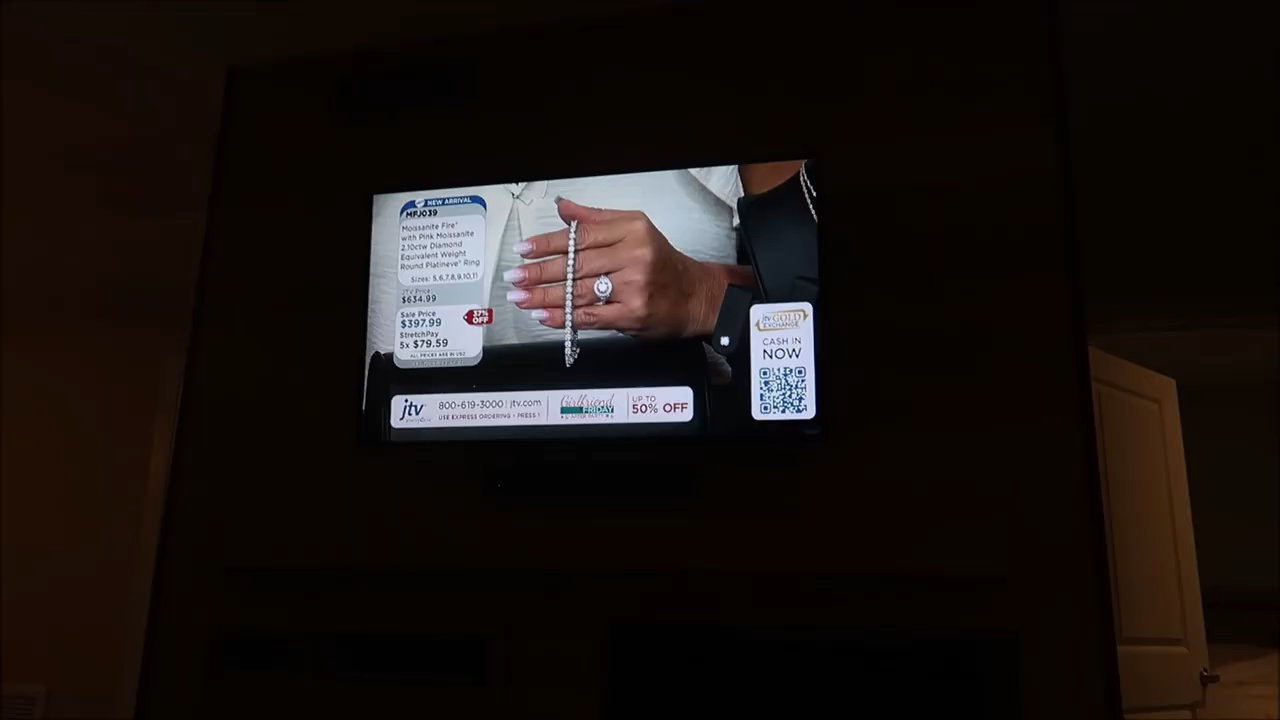 NEW ARRIVAL
MFJ039
Moissanite Fire®
with Pink Moissanite
2.10ctw Diamond
Equivalent Weight
Round Platineve® Ring
Sizes: 5,6,7,8,9,10,11
JTV Price:
$634.99
Sale Price
$397.99
37% OFF
StretchPay
5x $79.59
ALL PRICES ARE IN USD
jtv
800-619-3000 | jtv.com
USE EXPRESS ORDERING - PRESS 1
Girlfriend
FRIDAY
AFTER PARTY
UP TO
50% OFF
jtv GOLD
EXCHANGE
CASH IN
NOW